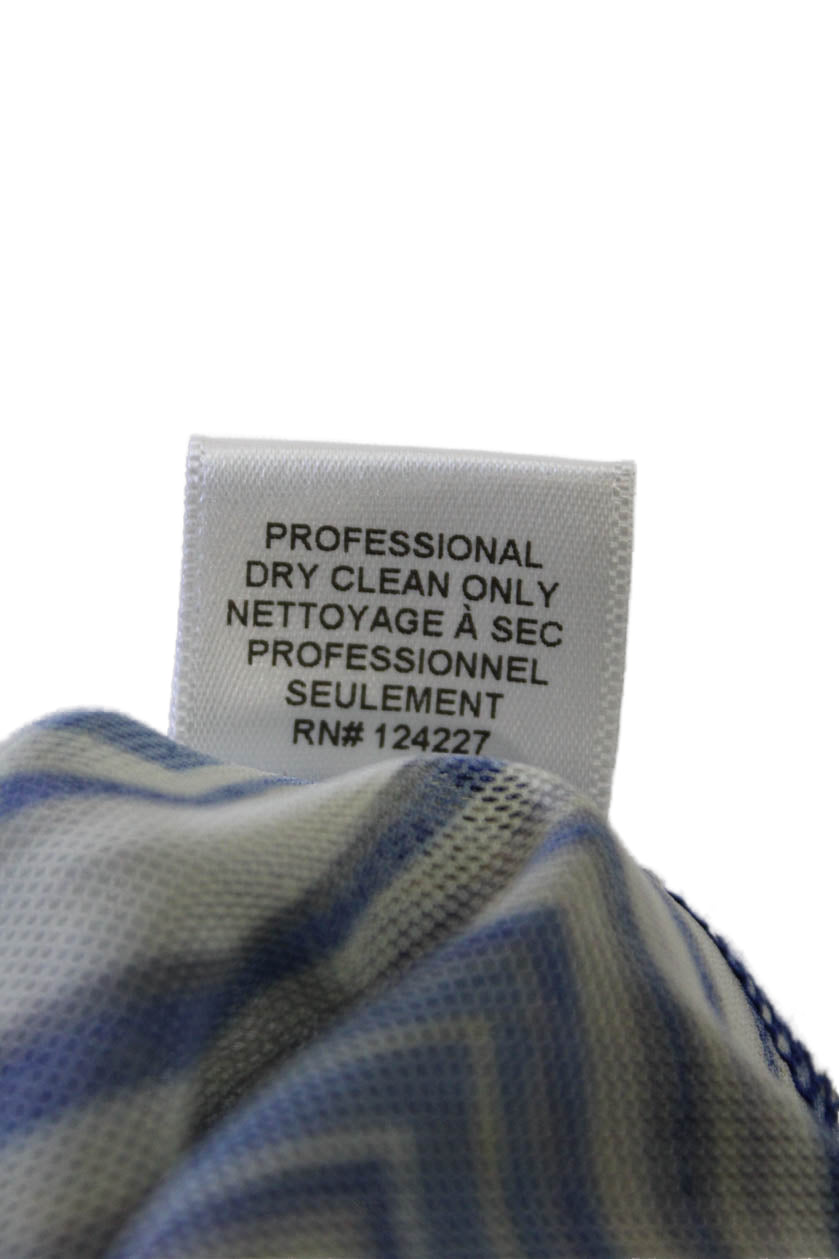 PROFESSIONAL
DRY CLEAN ONLY
NETTOYAGE À SEC
PROFESSIONNEL
SEULEMENT
RN# 124227